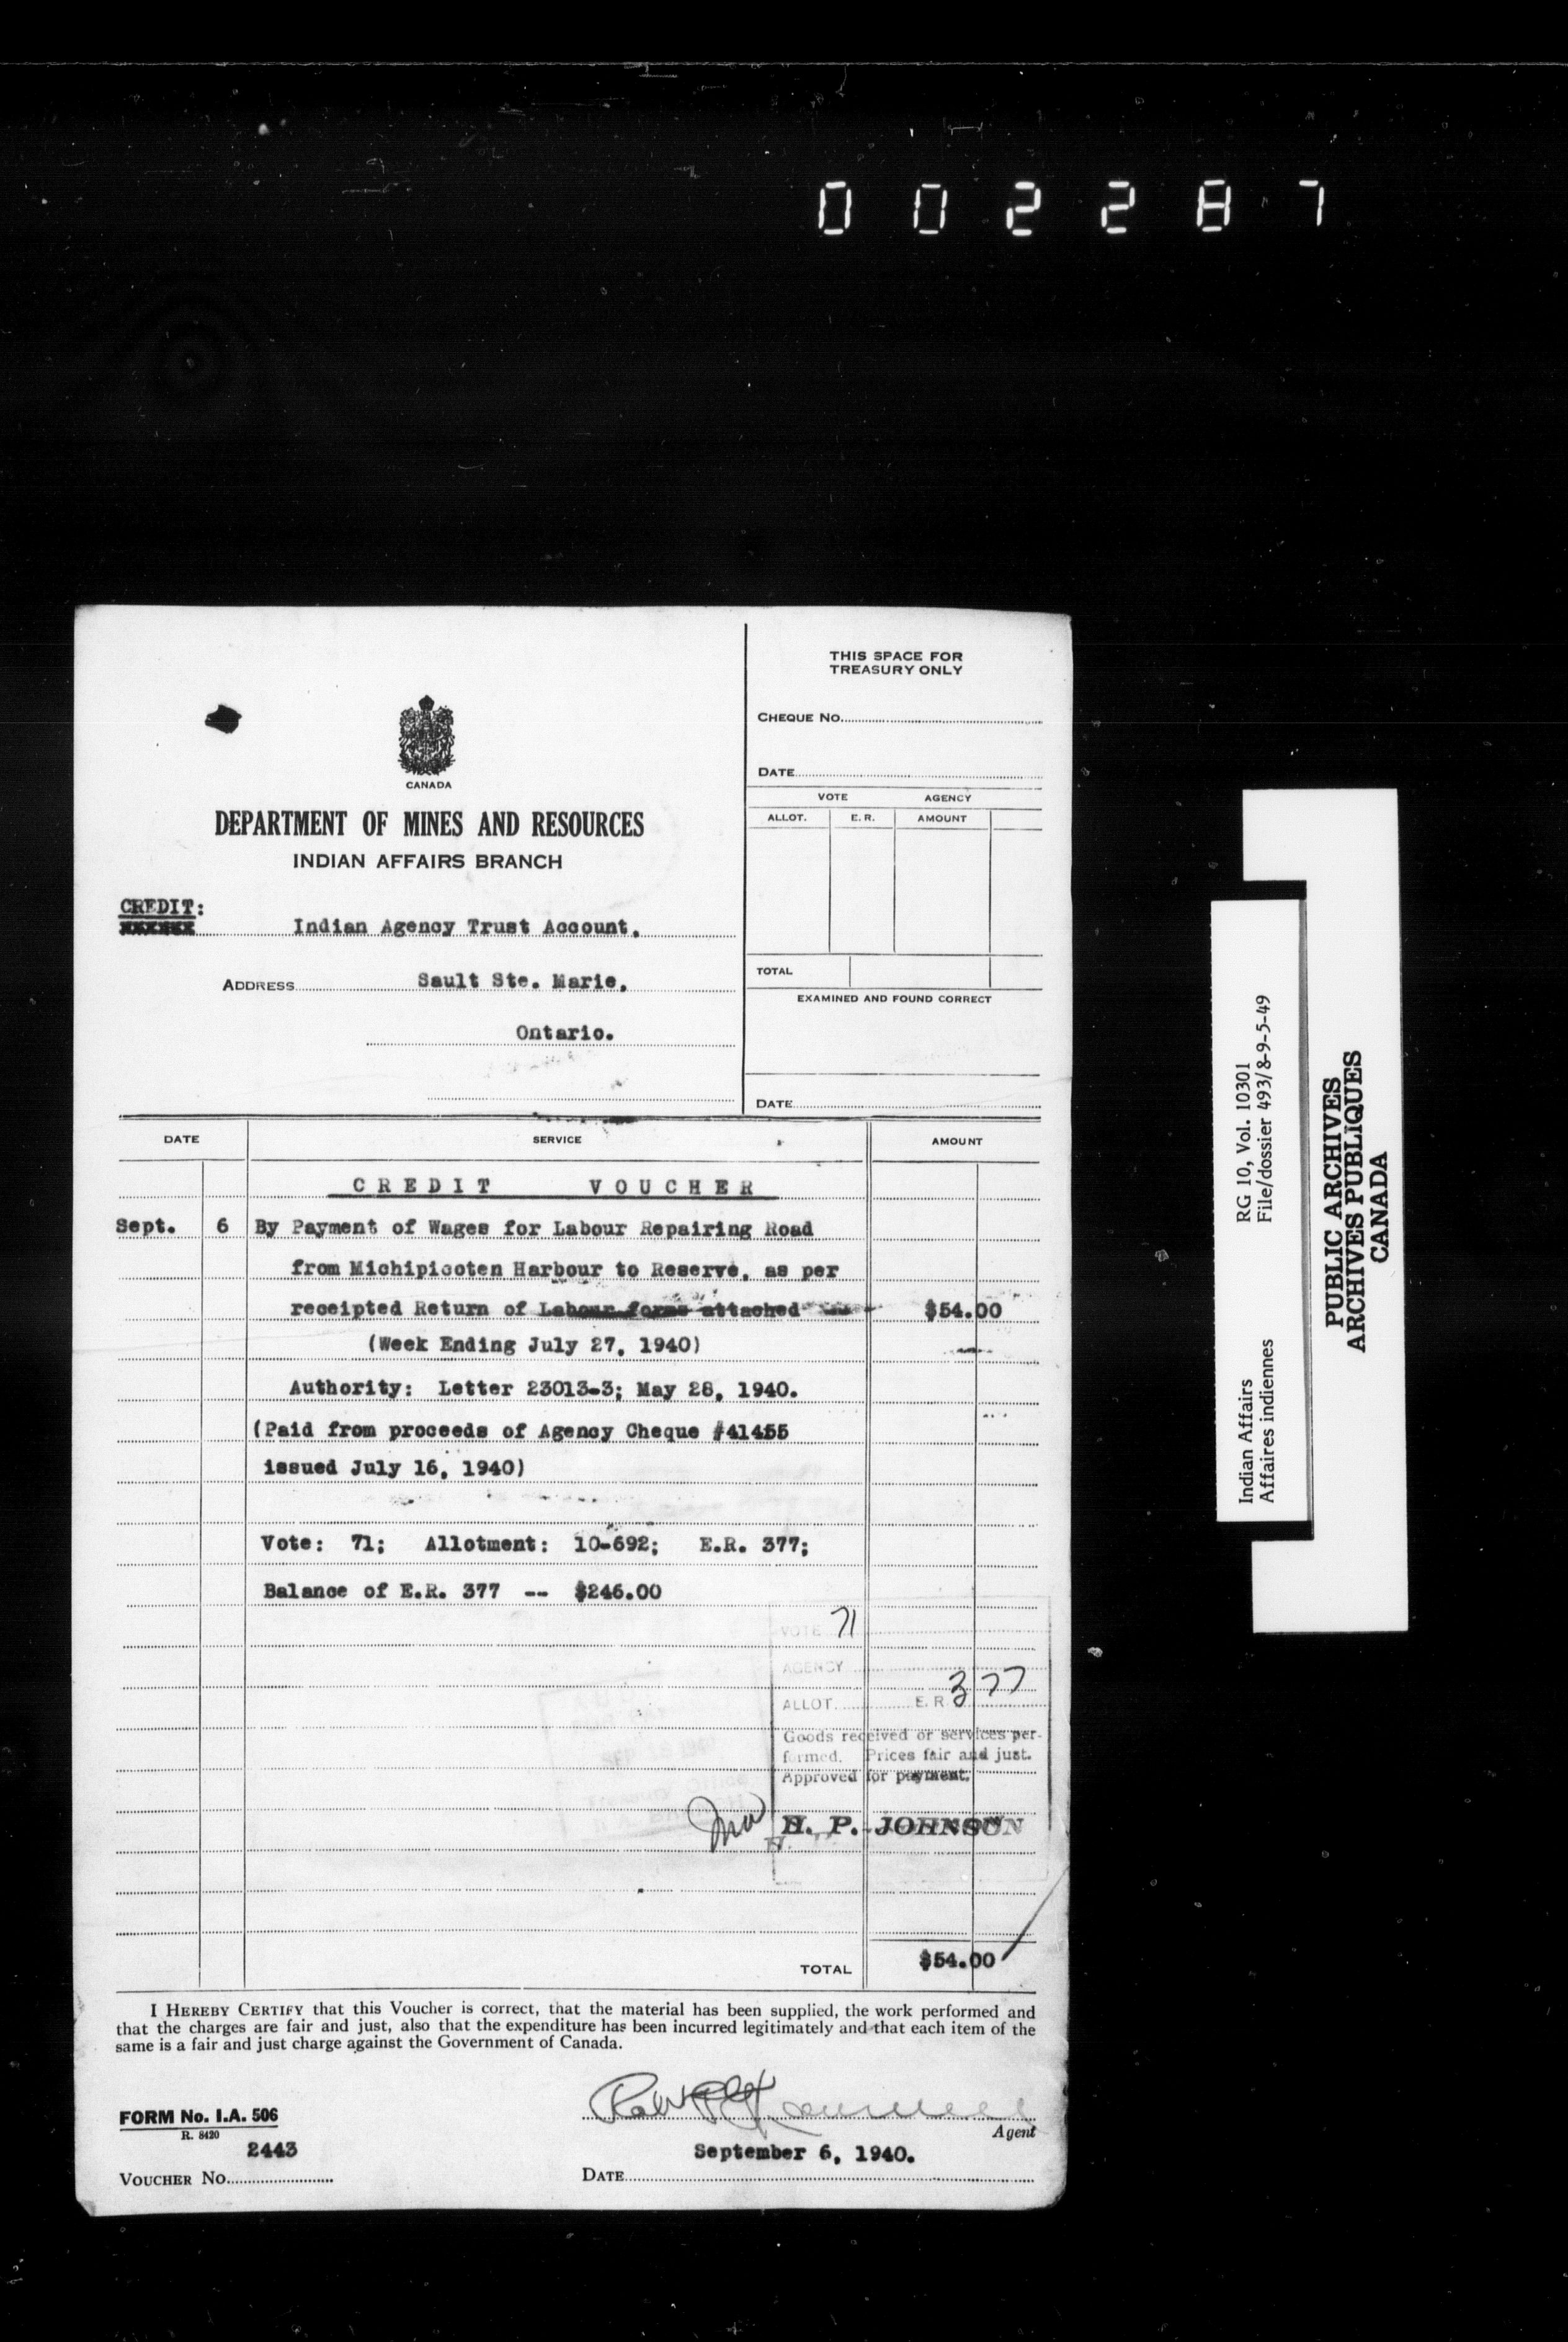 002287
THIS SPACE FOR
TREASURY ONLY
CHEQUE No.
DATE
VOTE AGENCY
ALLOT. E. R. AMOUNT
TOTAL
EXAMINED AND FOUND CORRECT
DATE
CANADA
DEPARTMENT OF MINES AND RESOURCES
INDIAN AFFAIRS BRANCH
CREDIT:
Indian Agency Trust Account.
ADDRESS Sault Ste. Marie.
Ontario.
DATE SERVICE AMOUNT
CREDIT VOUCHER
Sept. 6 By Payment of Wages for Labour Repairing Road
from Michipicoten Harbour to Reserve, as per
receipted Return of Labour forms attached $54.00
(Week Ending July 27, 1940)
Authority: Letter 23013-3; May 28, 1940.
(Paid from proceeds of Agency Cheque #41455
issued July 16, 1940)
Vote: 71; Allotment: 10-692; E.R. 377;
Balance of E.R. 377 -- $246.00
VOTE 71
AGENCY
ALLOT. E. R. 377
Goods received or services per-
formed. Prices fair and just.
Approved for payment.
H. P. JOHNSON
TOTAL $54.00
I HEREBY CERTIFY that this Voucher is correct, that the material has been supplied, the work performed and
that the charges are fair and just, also that the expenditure has been incurred legitimately and that each item of the
same is a fair and just charge against the Government of Canada.
FORM No. I.A. 506
R. 8420
Agent
2443
VOUCHER No.
September 6, 1940.
DATE
Indian Affairs RG 10, Vol. 10301
Affaires indiennes File/dossier 493/8-9-5-49
PUBLIC ARCHIVES
ARCHIVES PUBLIQUES
CANADA